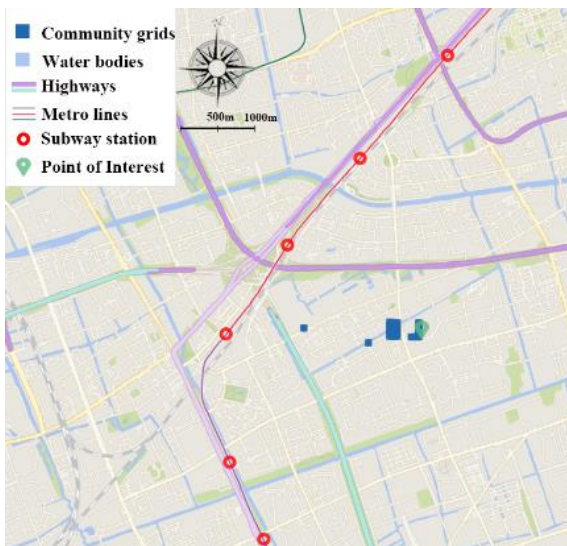 Community grids
Water bodies
Highways
Metro lines
Subway station
Point of Interest
N
500m 1000m